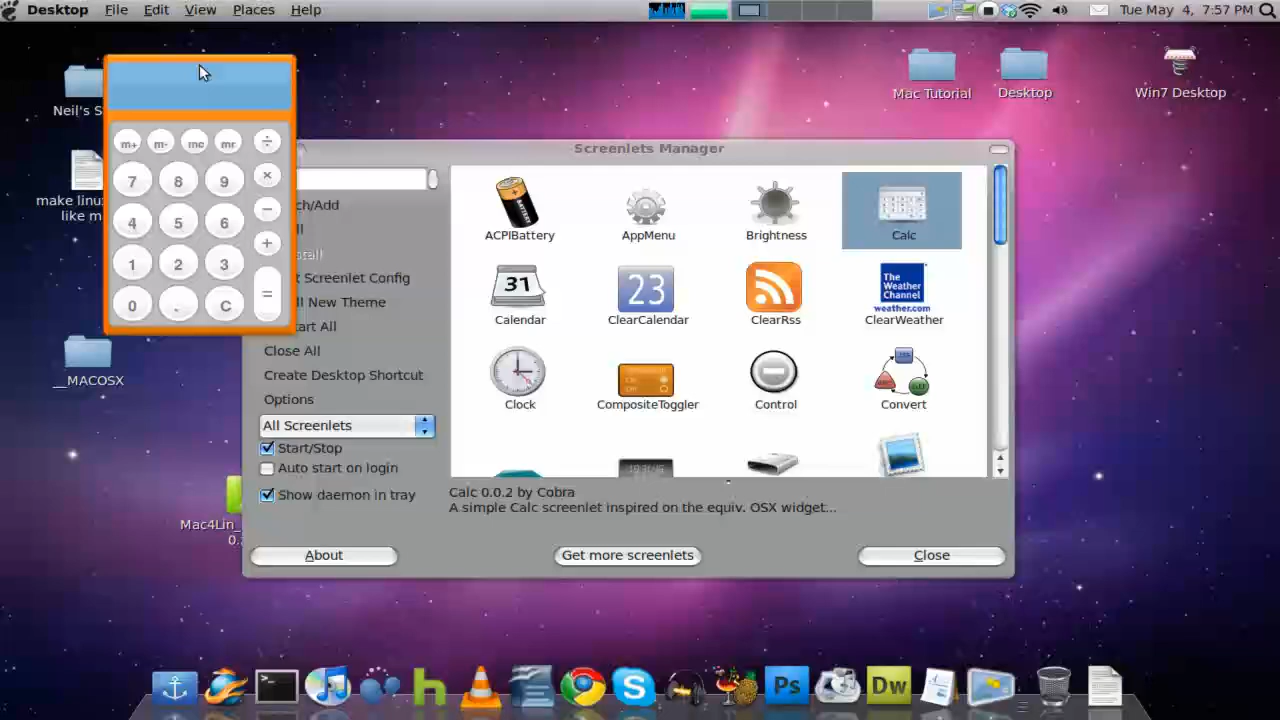 Desktop File Edit View Places Help
Tue May 4, 7:57 PM
Neil's S
Mac Tutorial
Desktop
Win7 Desktop
make linu
like m
__MACOSX
Mac4Lin_
0.
m+ m- mc mr ÷
7 8 9 ×
4 5 6 −
1 2 3 +
0 . C =
Screenlets Manager
ch/Add
ll
stall
t Screenlet Config
ll New Theme
tart All
Close All
Create Desktop Shortcut
Options
All Screenlets
Start/Stop
Auto start on login
Show daemon in tray
ACPIBattery
AppMenu
Brightness
Calc
31
Calendar
23
ClearCalendar
ClearRss
The
Weather
Channel
weather.com
ClearWeather
Clock
CompositeToggler
Control
Convert
Calc 0.0.2 by Cobra
A simple Calc screenlet inspired on the equiv. OSX widget...
About
Get more screenlets
Close
>_
h
S
Ps
Dw